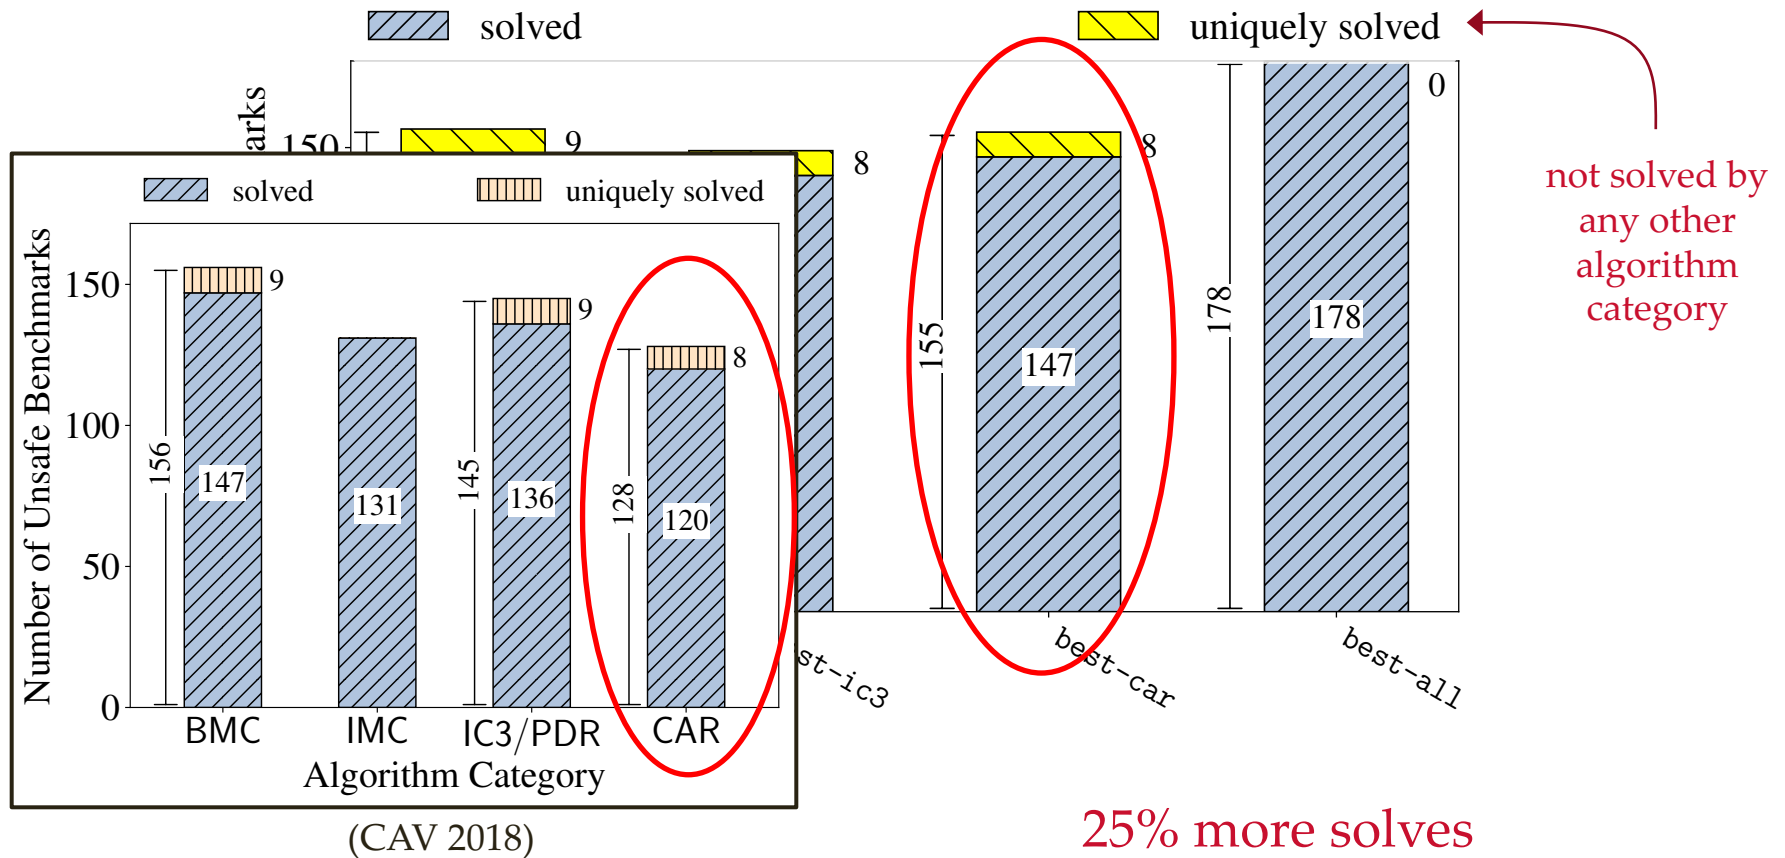 solved
uniquely solved
arks
150
9
8
155
147
8
178
178
0
not solved by
any other
algorithm
category
st-ic3
best-car
best-all
solved
uniquely solved
Number of Unsafe Benchmarks
150
100
50
0
156
147
9
131
145
136
9
128
120
8
BMC
IMC
IC3/PDR
CAR
Algorithm Category
(CAV 2018)
25% more solves